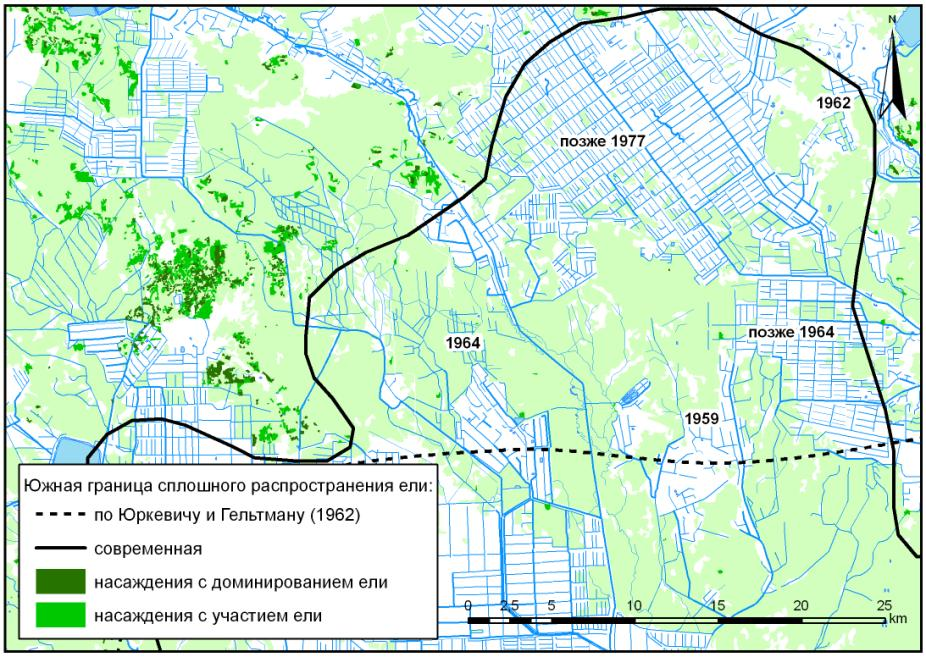 N
1962
позже 1977
позже 1964
1964
1959
Южная граница сплошного распространения ели:
по Юркевичу и Гельтману (1962)
современная
насаждения с доминированием ели
насаждения с участием ели
0 2,5 5 10 15 20 25
km